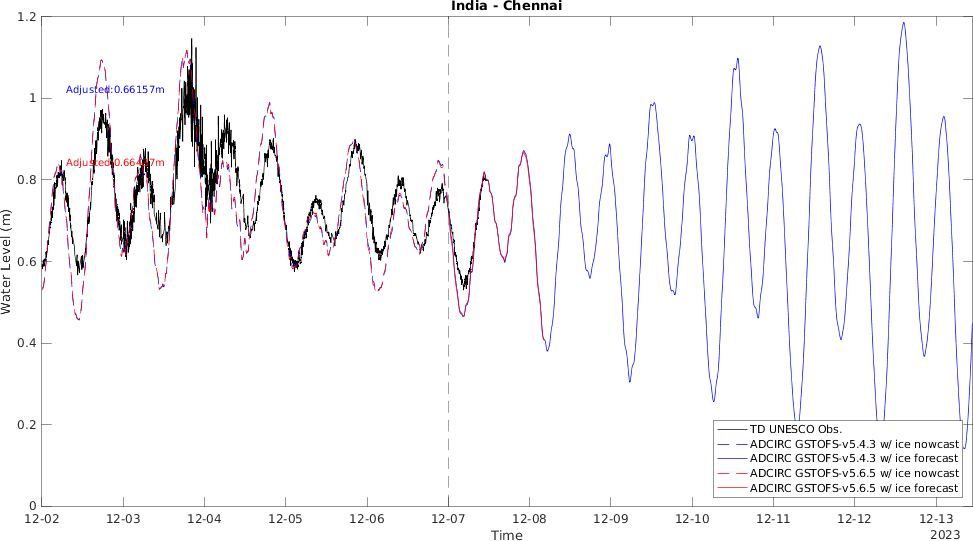 India - Chennai
1.2
1
0.8
0.6
0.4
0.2
0
Water Level (m)
Adjusted:0.66157m
TD UNESCO Obs.
ADCIRC GSTOFS-v5.4.3 w/ ice nowcast
ADCIRC GSTOFS-v5.4.3 w/ ice forecast
ADCIRC GSTOFS-v5.6.5 w/ ice nowcast
ADCIRC GSTOFS-v5.6.5 w/ ice forecast
12-02 12-03 12-04 12-05 12-06 12-07 12-08 12-09 12-10 12-11 12-12 12-13
Time
2023